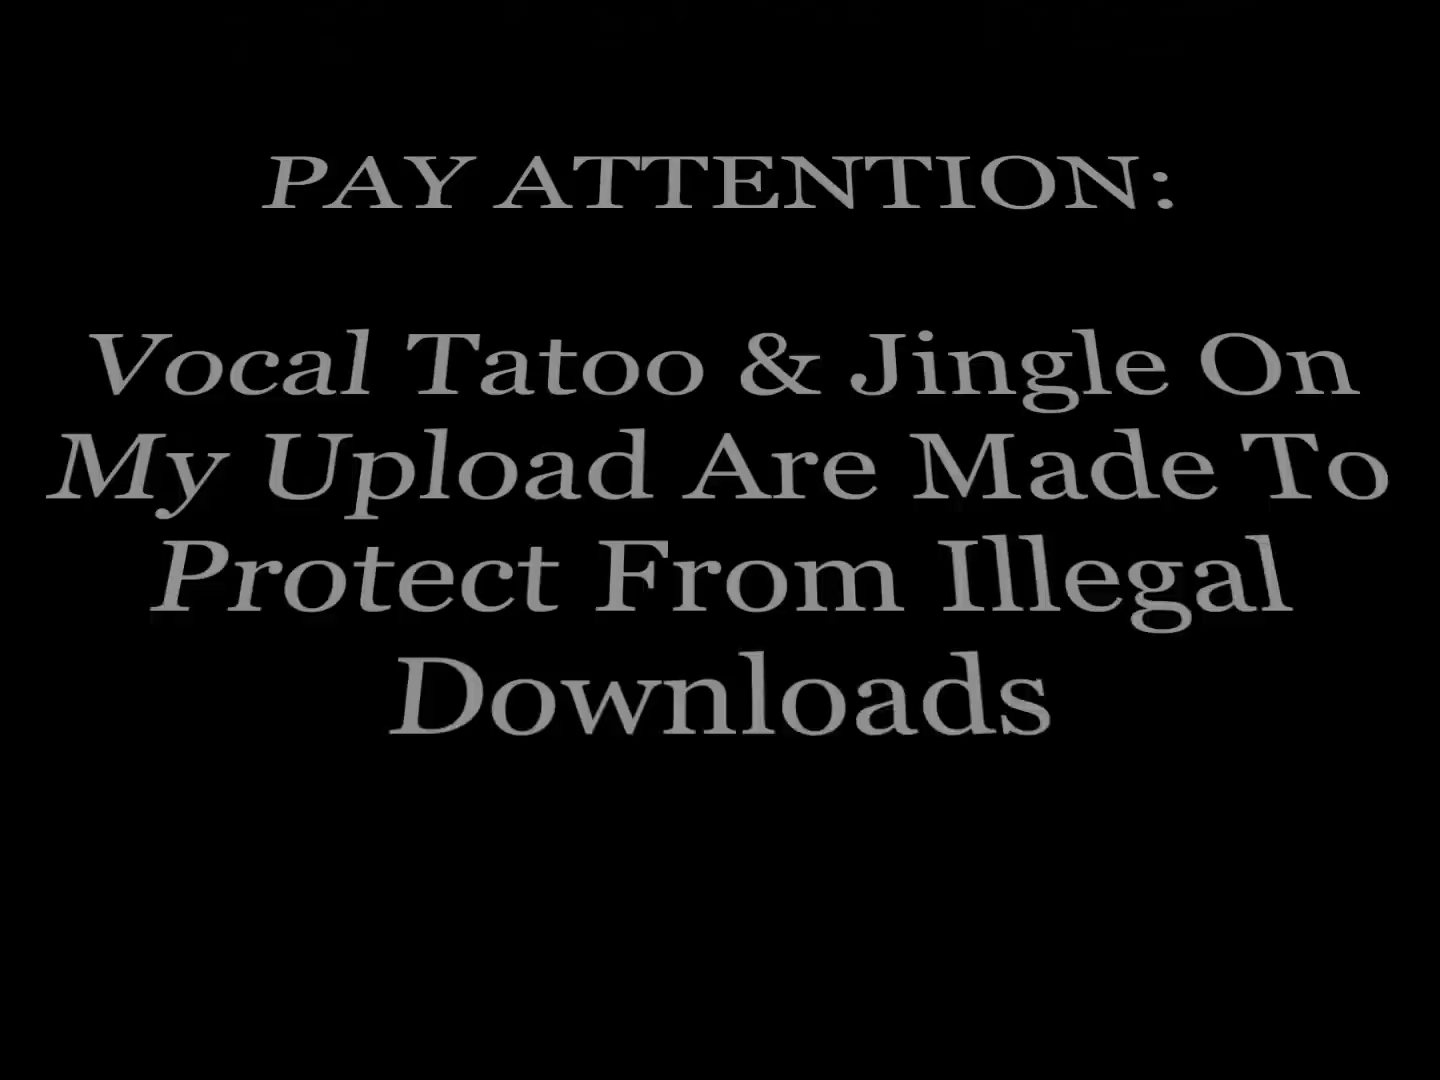 PAY ATTENTION:
Vocal Tatoo & Jingle On
My Upload Are Made To
Protect From Illegal
Downloads